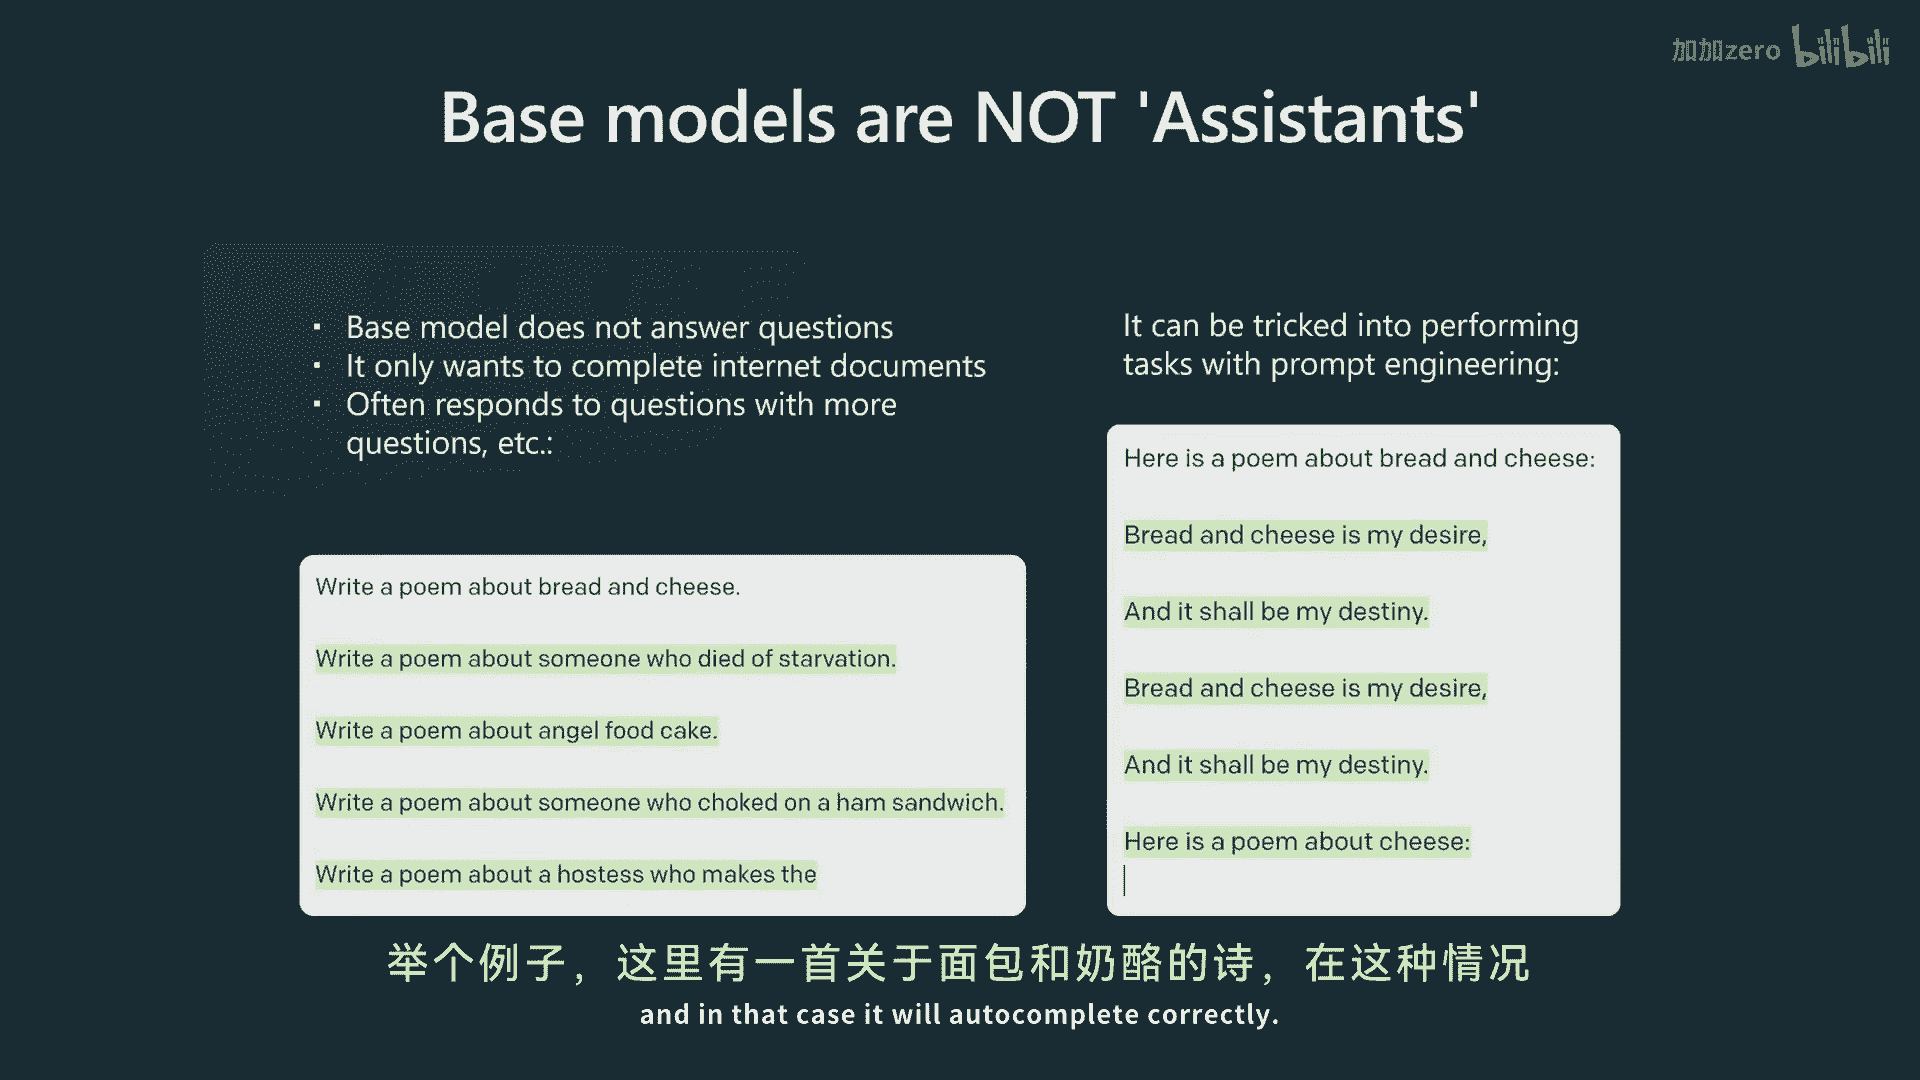 加加zero bilibili
Base models are NOT 'Assistants'
▪ Base model does not answer questions
▪ It only wants to complete internet documents
▪ Often responds to questions with more
questions, etc.:
Write a poem about bread and cheese.
Write a poem about someone who died of starvation.
Write a poem about angel food cake.
Write a poem about someone who choked on a ham sandwich.
Write a poem about a hostess who makes the
It can be tricked into performing
tasks with prompt engineering:
Here is a poem about bread and cheese:
Bread and cheese is my desire,
And it shall be my destiny.
Bread and cheese is my desire,
And it shall be my destiny.
Here is a poem about cheese:
举个例子，这里有一首关于面包和奶酪的诗，在这种情况
and in that case it will autocomplete correctly.